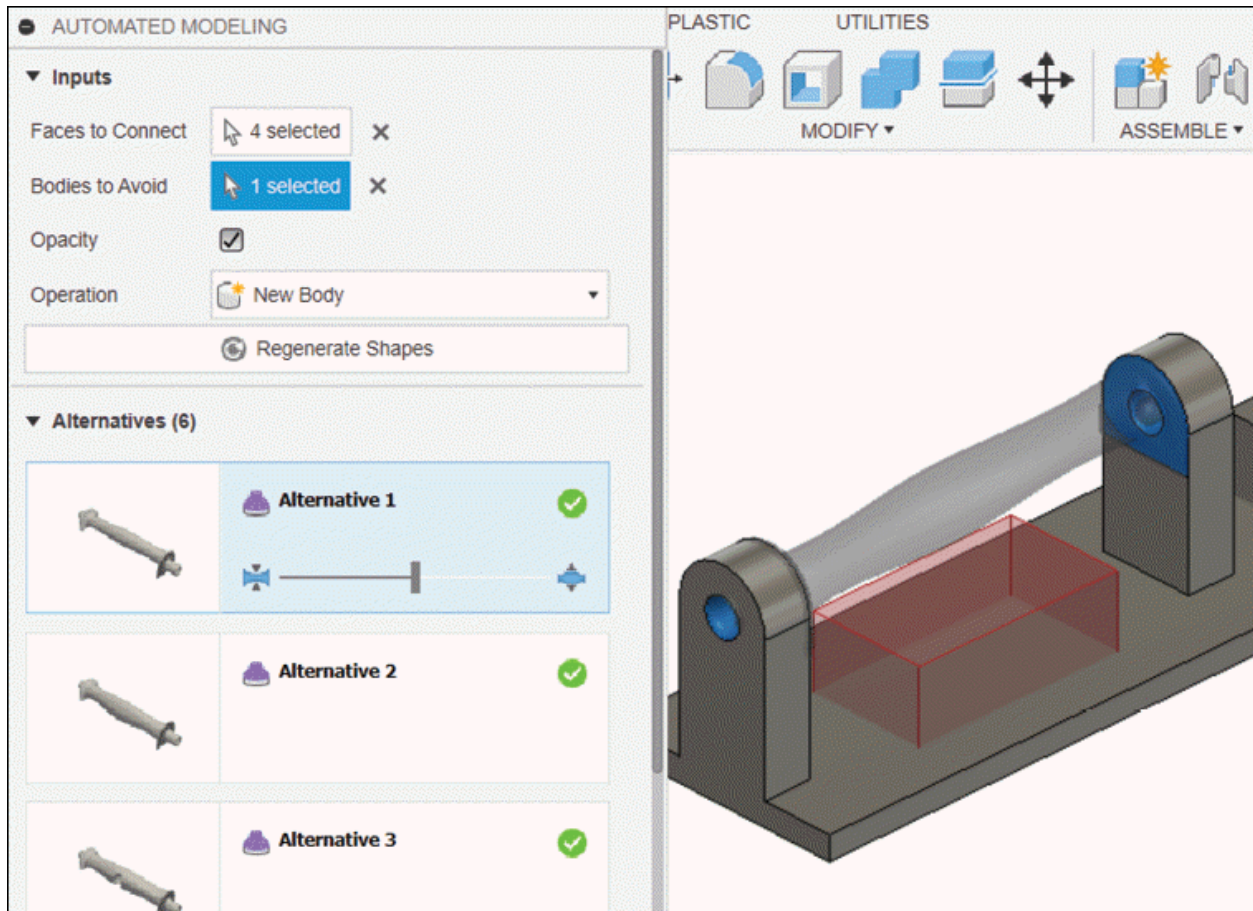 AUTOMATED MODELING
PLASTIC UTILITIES
MODIFY ASSEMBLE
Inputs
Faces to Connect 4 selected
Bodies to Avoid 1 selected
Opacity
Operation New Body
Regenerate Shapes
Alternatives (6)
Alternative 1
Alternative 2
Alternative 3